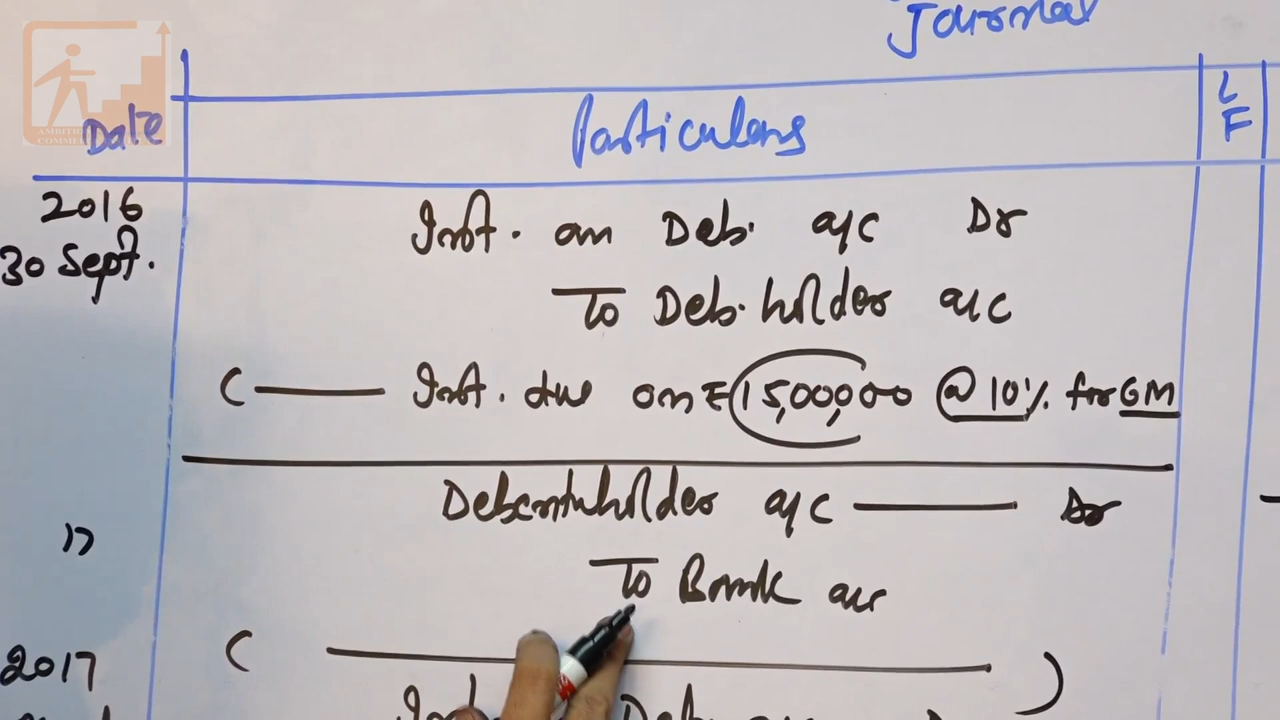 Journal
Date Particulars L F
2016 Int. on Deb. a/c Dr
30 Sept.
To Deb. holder a/c
( Int. due on ₹ 15,00,000 @ 10% for 6M
Debentuholder a/c Dr
" To Bank a/c
( )
2017